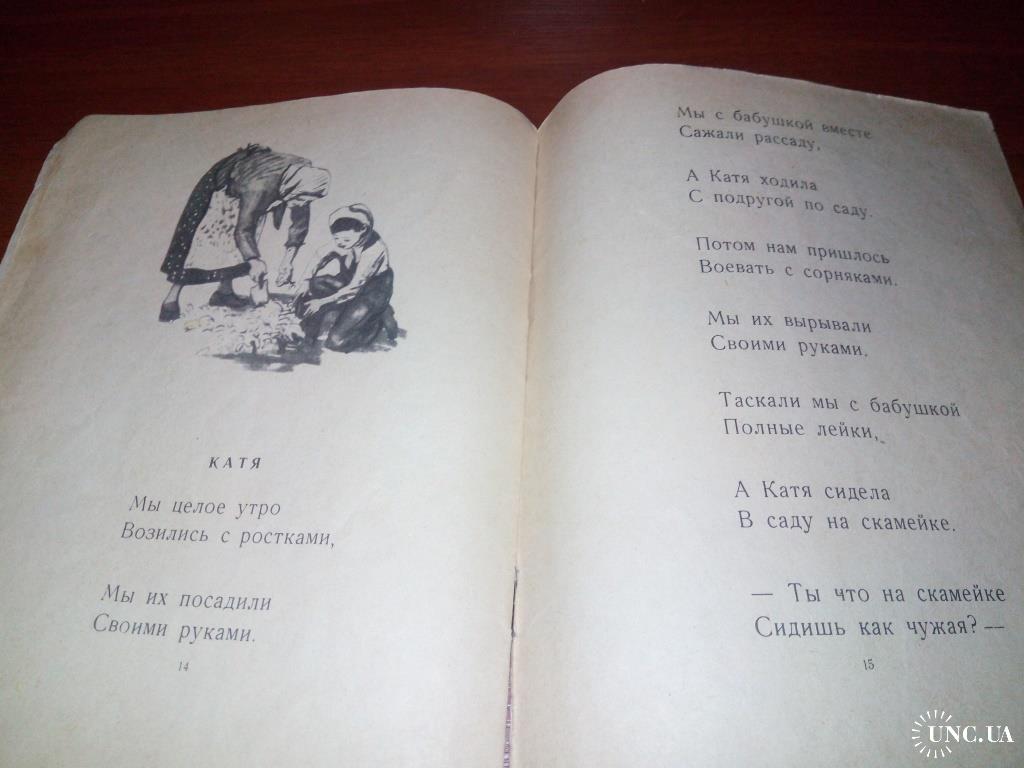 КАТЯ
Мы целое утро
Возились с ростками,
Мы их посадили
Своими руками.
14
Мы с бабушкой вместе
Сажали рассаду,
А Катя ходила
С подругой по саду.
Потом нам пришлось
Воевать с сорняками.
Мы их вырывали
Своими руками.
Таскали мы с бабушкой
Полные лейки,
А Катя сидела
В саду на скамейке.
— Ты что на скамейке
Сидишь как чужая? —
15
UNC.UA